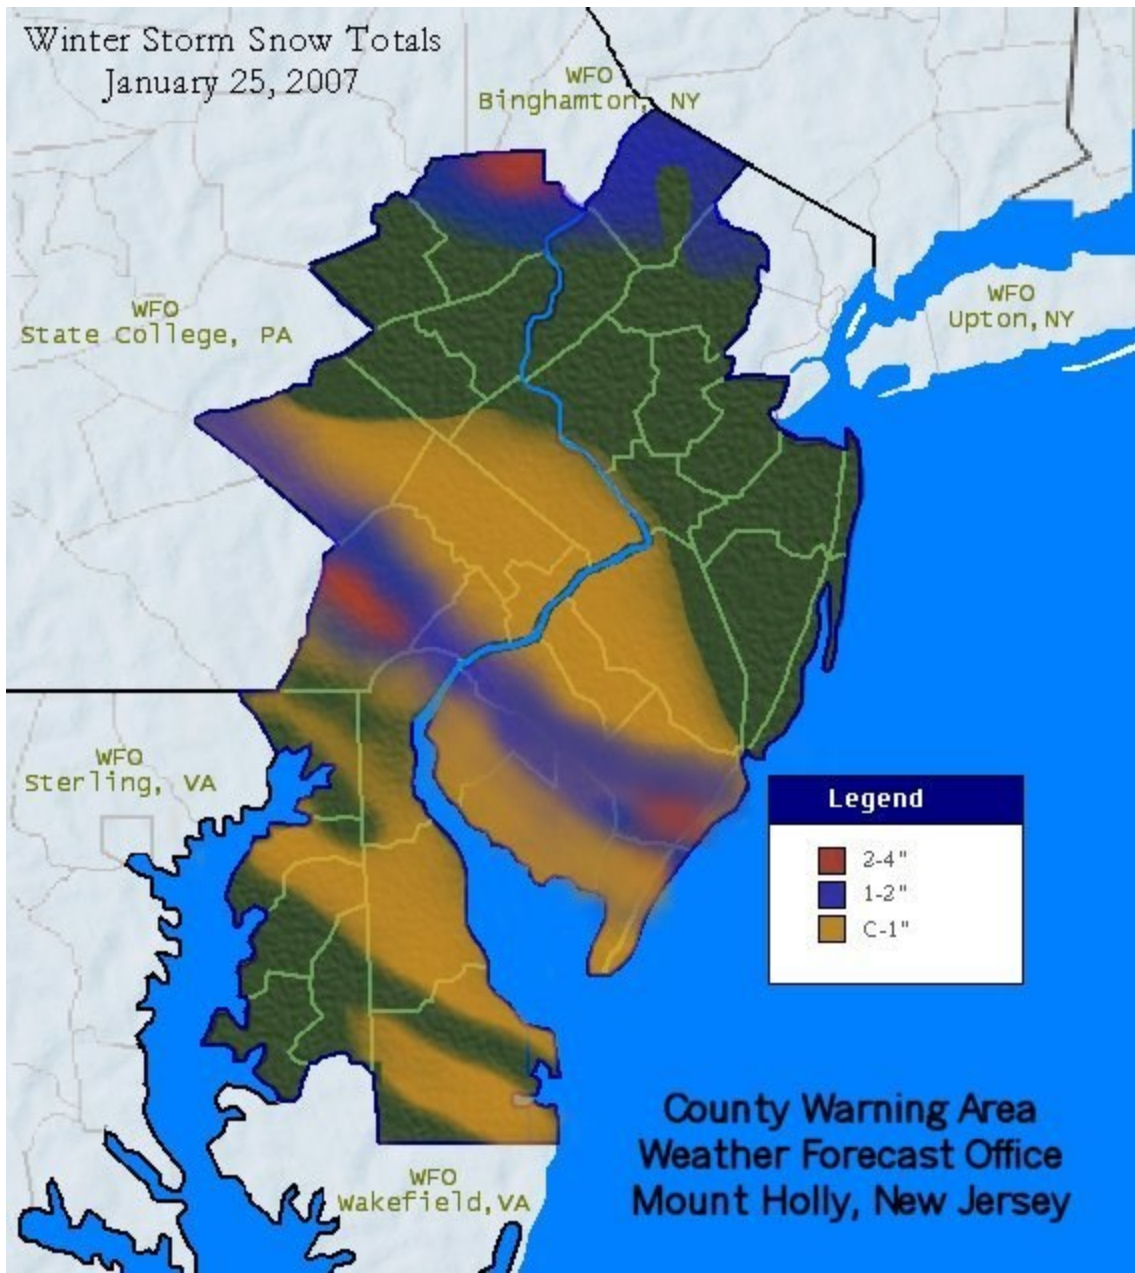 Winter Storm Snow Totals
January 25, 2007
WFO
Binghamton, NY
WFO
State College, PA
WFO
Upton, NY
WFO
Sterling, VA
Legend
2-4"
1-2"
C-1"
County Warning Area
Weather Forecast Office
Mount Holly, New Jersey
WFO
Wakefield, VA